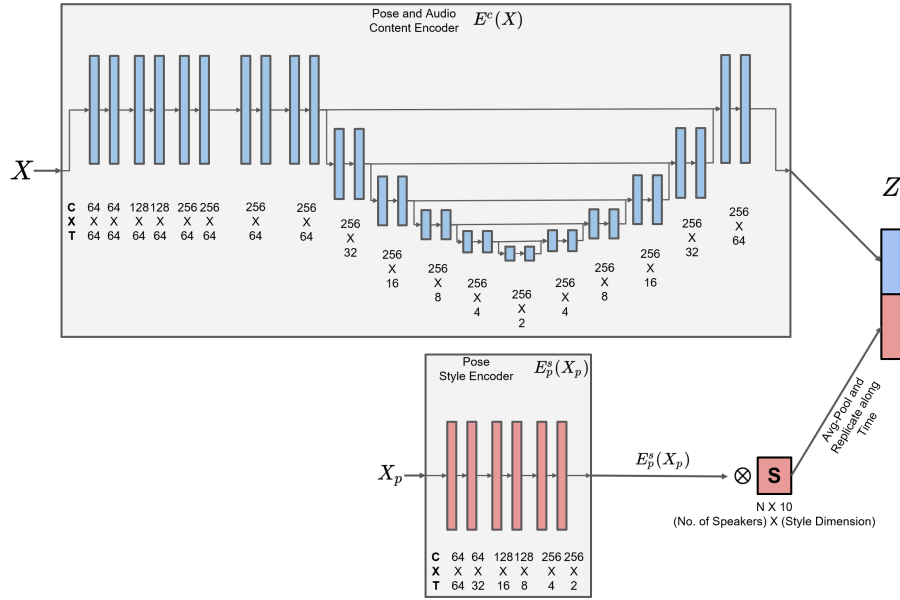 Pose and Audio
Content Encoder
E^c(X)
X
Z
C 64 64 128 128 256 256 256 256
X X X X X X X X X
T 64 64 64 64 64 64 64 64
256
X
32
256
X
16
256
X
8
256
X
4
256
X
2
256
X
4
256
X
8
256
X
16
256
X
32
256
X
64
Pose
Style Encoder
E_p^s(X_p)
X_p
E_p^s(X_p)
⊗
S
N X 10
(No. of Speakers) X (Style Dimension)
Avg-Pool and
Replicate along
Time
C 64 64 128 128 256 256
X X X X X X X
T 64 32 16 8 4 2